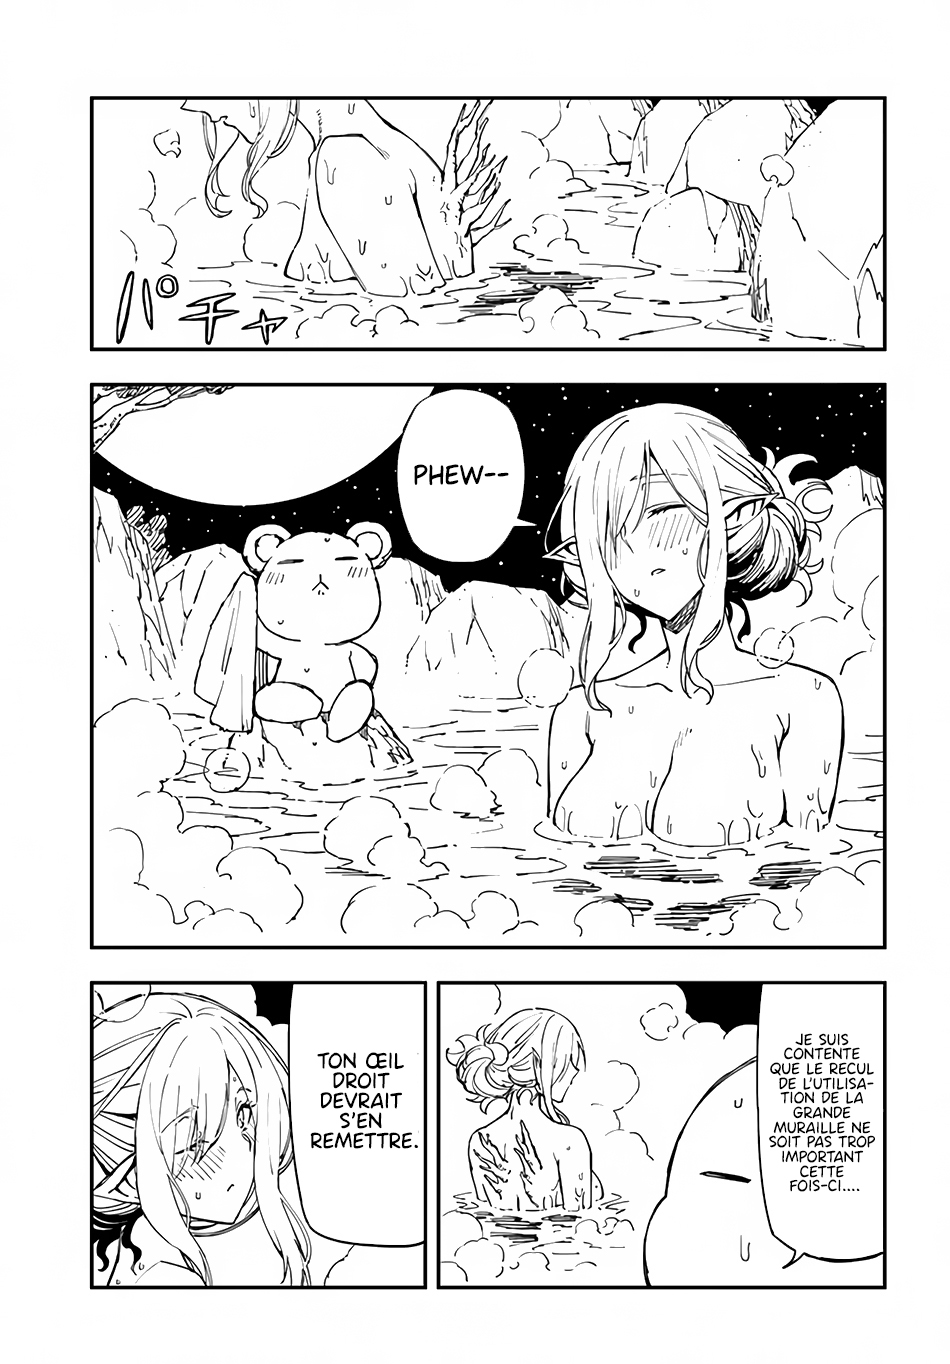 パチャ
PHEW--
JE SUIS
CONTENTE
QUE LE RECUL
DE L'UTILISA-
TION DE LA
GRANDE
MURAILLE NE
SOIT PAS TROP
IMPORTANT
CETTE
FOIS-CI....
TON ŒIL
DROIT
DEVRAIT
S'EN
REMETTRE.